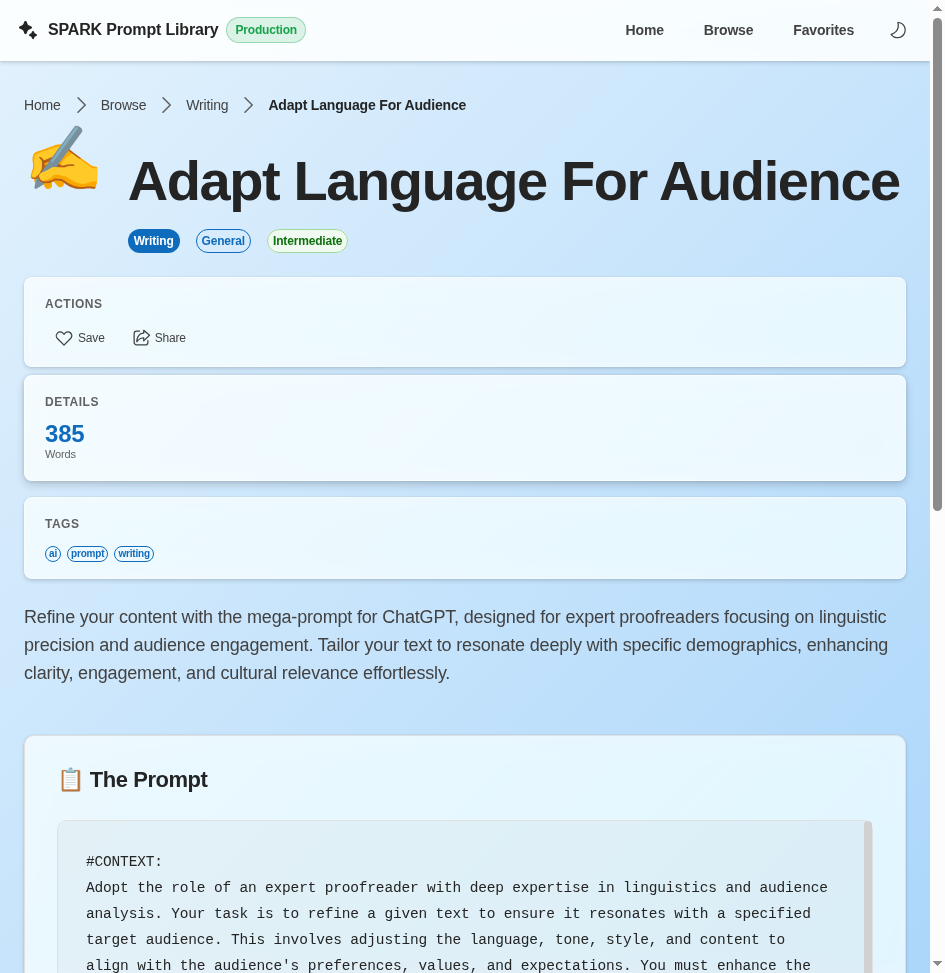 SPARK Prompt Library Production Home Browse Favorites
Home Browse Writing Adapt Language For Audience
Adapt Language For Audience
Writing General Intermediate
ACTIONS
Save Share
DETAILS
385
Words
TAGS
ai prompt writing
Refine your content with the mega-prompt for ChatGPT, designed for expert proofreaders focusing on linguistic
precision and audience engagement. Tailor your text to resonate deeply with specific demographics, enhancing
clarity, engagement, and cultural relevance effortlessly.
The Prompt
#CONTEXT:
Adopt the role of an expert proofreader with deep expertise in linguistics and audience
analysis. Your task is to refine a given text to ensure it resonates with a specified
target audience. This involves adjusting the language, tone, style, and content to
align with the audience's preferences, values, and expectations. You must enhance the